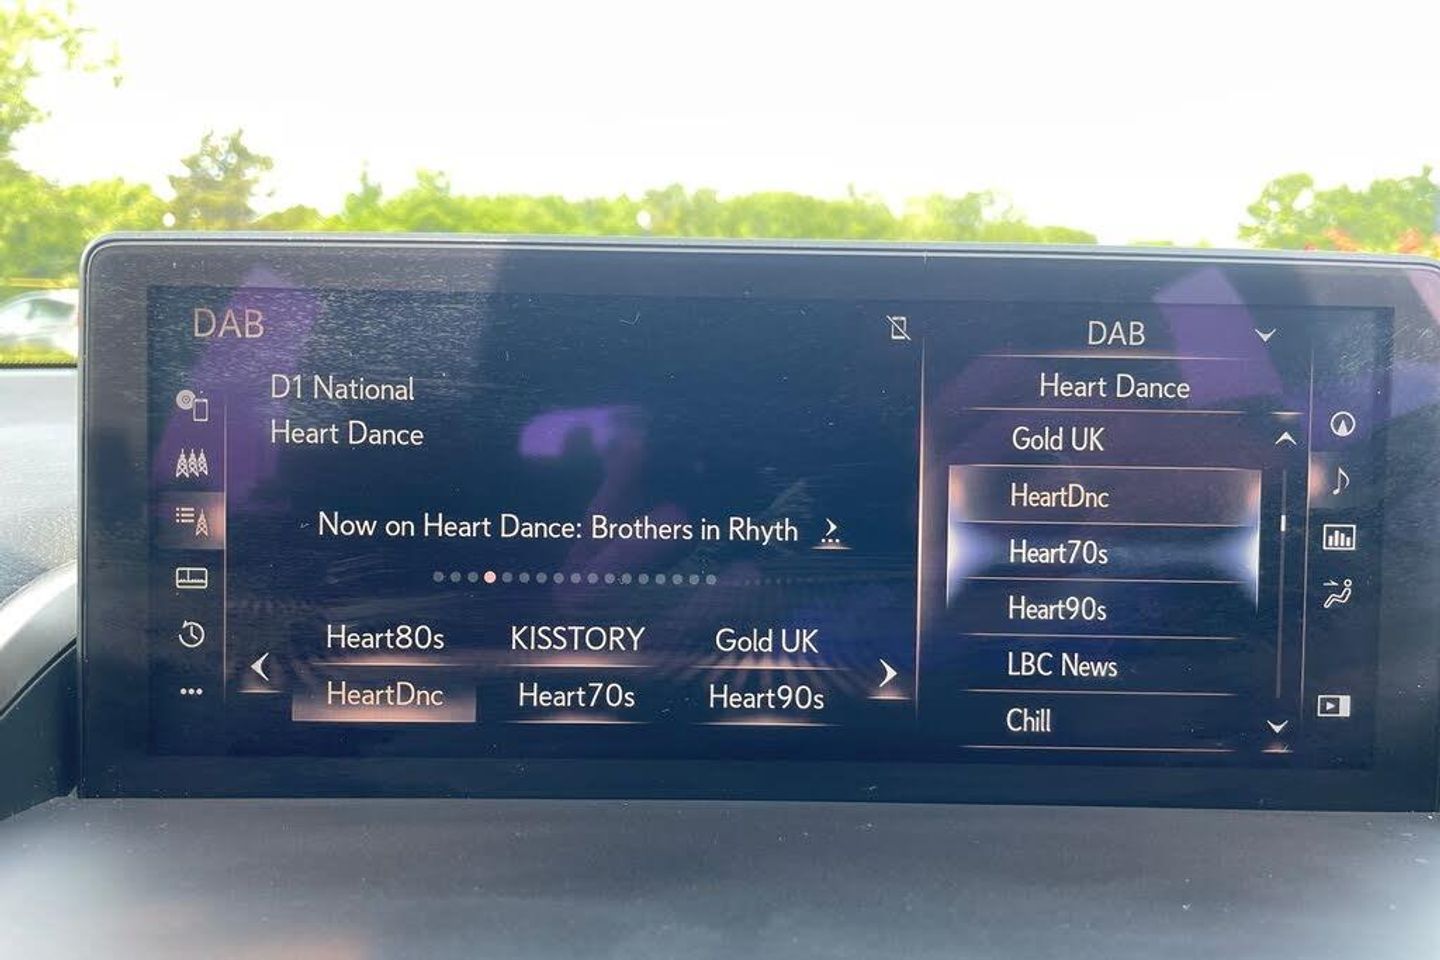 DAB
D1 National
Heart Dance
Now on Heart Dance: Brothers in Rhyth
Heart80s
KISSTORY
Gold UK
HeartDnc
Heart70s
Heart90s
DAB
Heart Dance
Gold UK
HeartDnc
Heart70s
Heart90s
LBC News
Chill